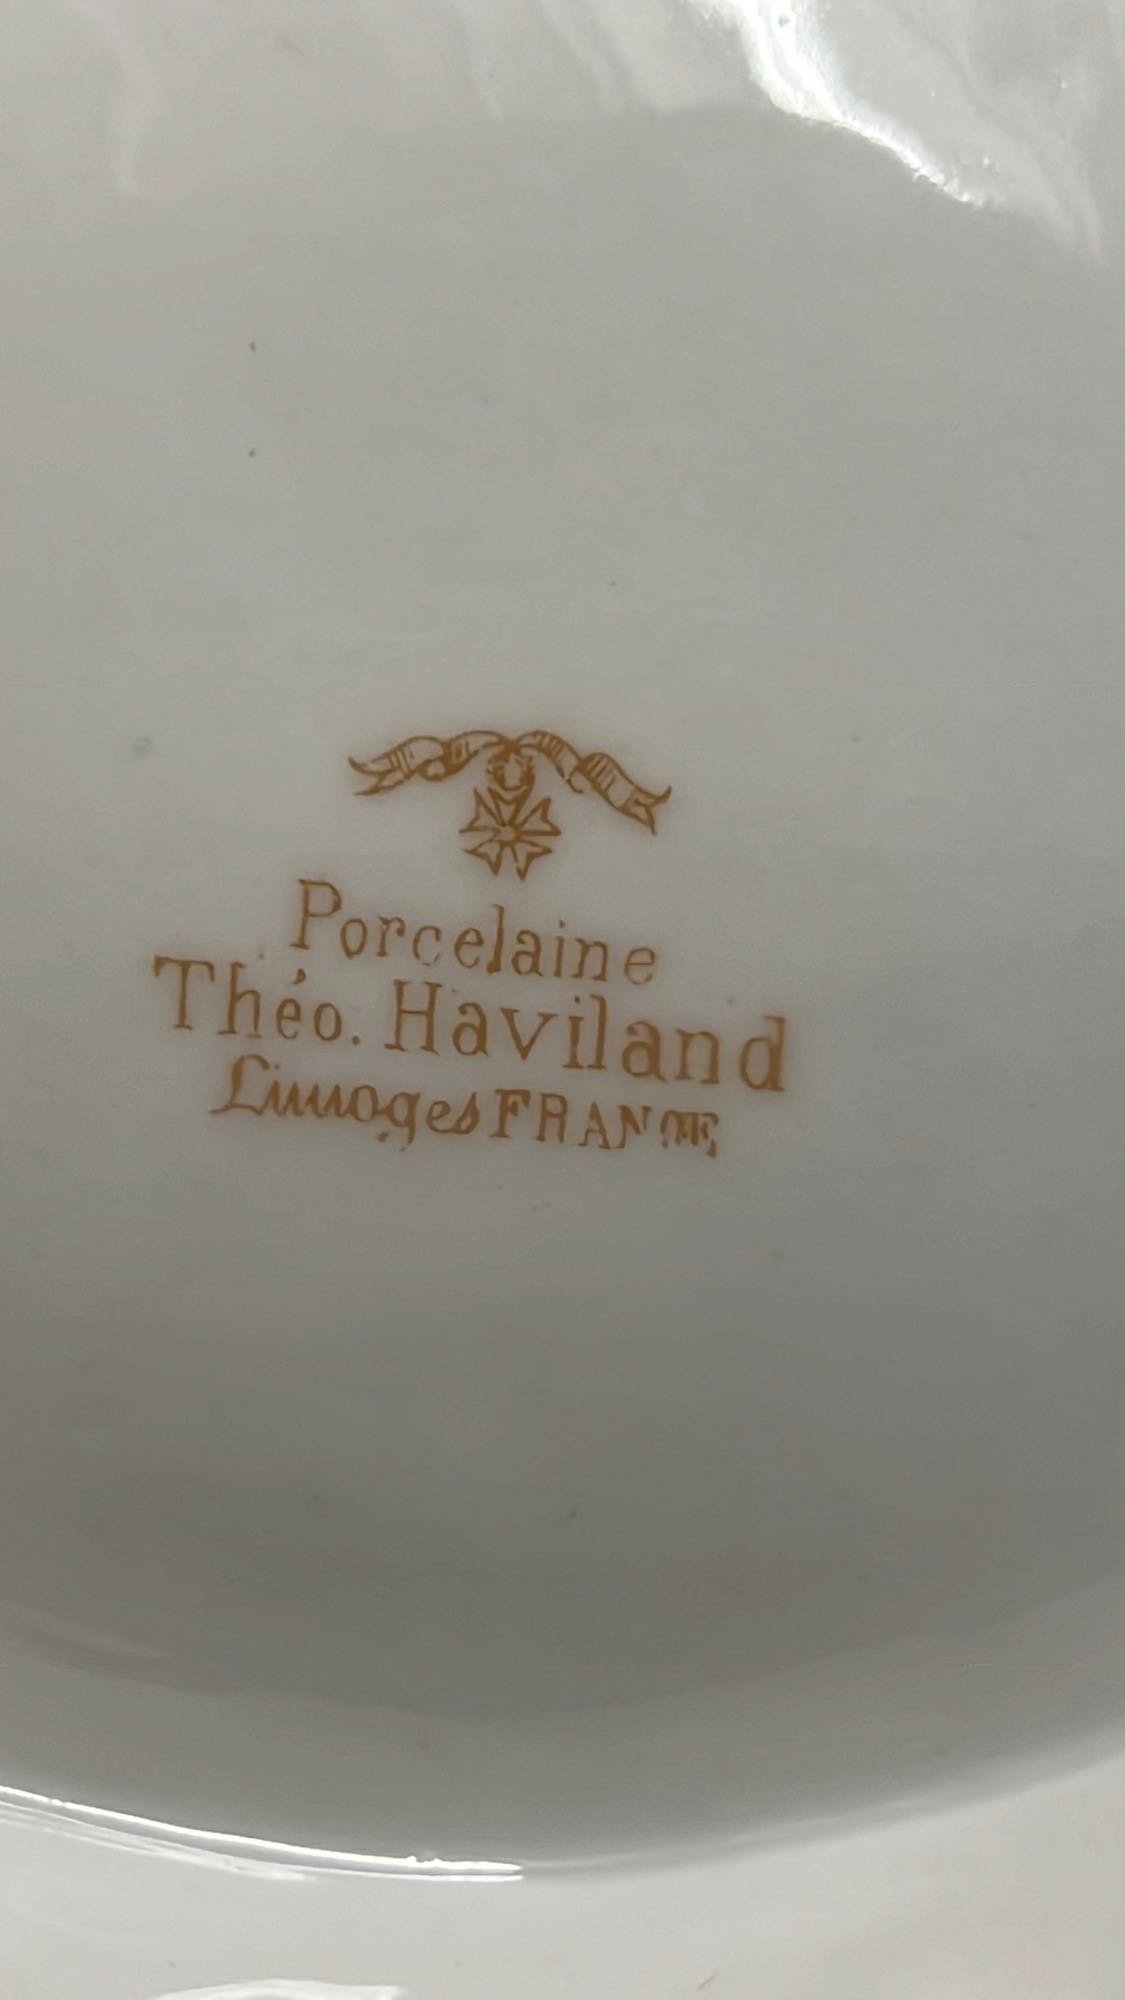 Porcelaine
Théo. Haviland
Limoges FRANCE